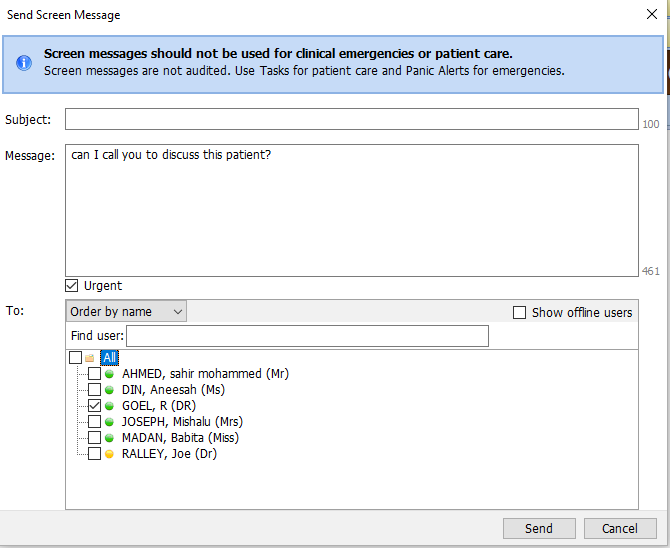 Send Screen Message
Screen messages should not be used for clinical emergencies or patient care.
Screen messages are not audited. Use Tasks for patient care and Panic Alerts for emergencies.
Subject:
100
Message:
can I call you to discuss this patient?
461
Urgent
To:
Order by name
Show offline users
Find user:
All
AHMED, sahir mohammed (Mr)
DIN, Aneesah (Ms)
GOEL, R (DR)
JOSEPH, Mishalu (Mrs)
MADAN, Babita (Miss)
RALLEY, Joe (Dr)
Send
Cancel